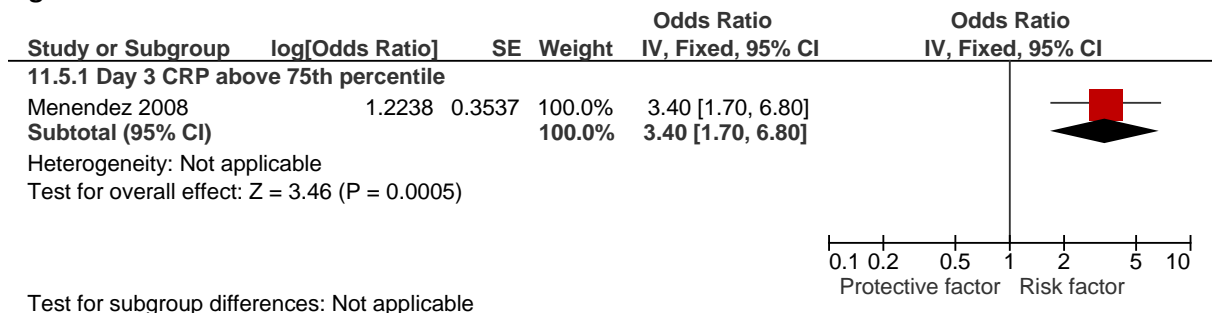 Odds Ratio Odds Ratio
Study or Subgroup log[Odds Ratio] SE Weight IV, Fixed, 95% CI IV, Fixed, 95% CI
11.5.1 Day 3 CRP above 75th percentile
Menendez 2008 1.2238 0.3537 100.0% 3.40 [1.70, 6.80]
Subtotal (95% CI) 100.0% 3.40 [1.70, 6.80]
Heterogeneity: Not applicable
Test for overall effect: Z = 3.46 (P = 0.0005)
0.1 0.2 0.5 1 2 5 10
Protective factor Risk factor
Test for subgroup differences: Not applicable